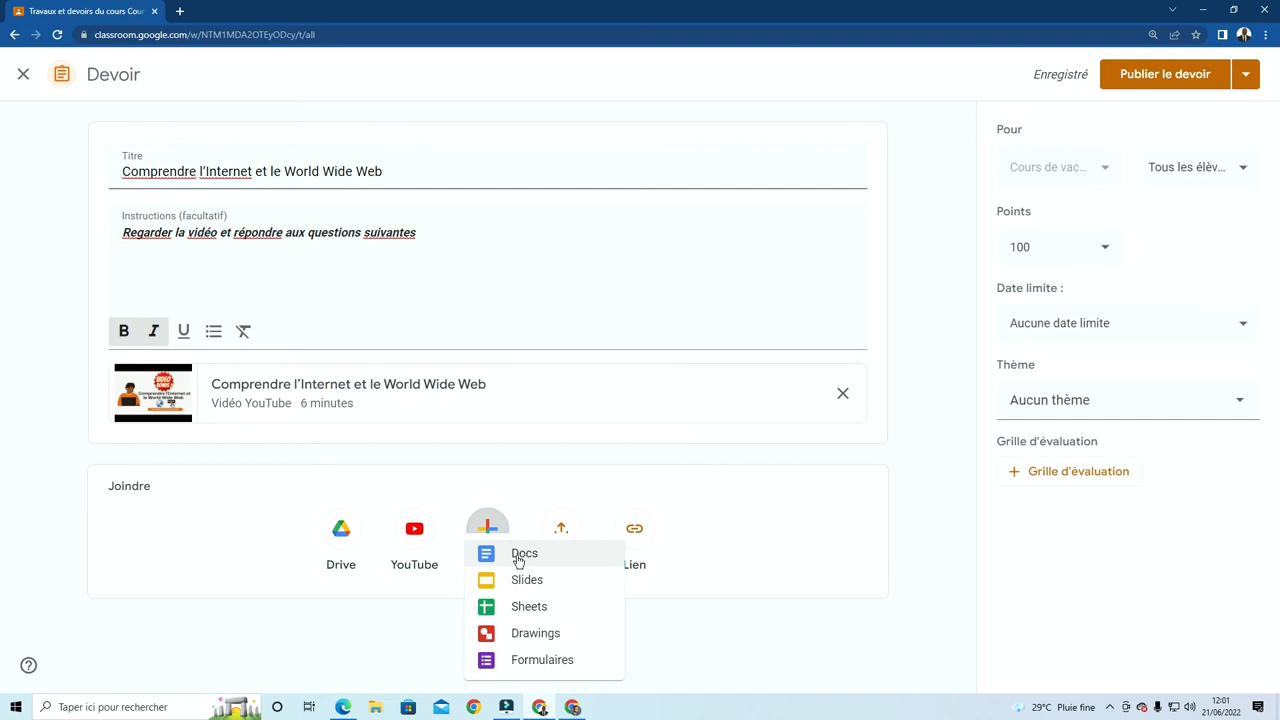 Travaux et devoirs du cours Cour
classroom.google.com/w/NTM1MDA2OTEyODcy/t/all
Devoir
Enregistré
Publier le devoir
Titre
Comprendre l'Internet et le World Wide Web
Instructions (facultatif)
Regarder la vidéo et répondre aux questions suivantes
B I U
Comprendre l'Internet et le World Wide Web
Vidéo YouTube 6 minutes
Joindre
Drive
YouTube
Lien
Docs
Slides
Sheets
Drawings
Formulaires
Pour
Cours de vac...
Tous les élèv...
Points
100
Date limite :
Aucune date limite
Thème
Aucun thème
Grille d'évaluation
+ Grille d'évaluation
Taper ici pour rechercher
29°C Pluie fine
12:01
21/06/2022